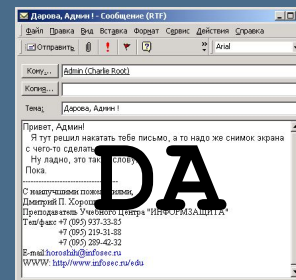 Дарова, Админ ! - Сообщение (RTF)
Файл Правка Вид Вставка Формат Сервис Действия Справка
Отправить Arial
Кому... Admin (Charlie Root)
Копия...
Тема: Дарова, Админ !
Привет, Админ!
Я тут решил накатать тебе письмо, а то надо же снимок экрана
с чего-то сделать
Ну ладно, это так слову
Пока.
С наилучшими пожеланиями,
Дмитрий П. Хорош
Преподаватель Учебного Центра "ИНФОРМЗАЩИТА"
Тел/факс +7 (095) 937-33-85
+7 (095) 219-31-88
+7 (095) 289-42-32
E-mail:horoshih@infosec.ru
WWW: http://www.infosec.ru/edu
DA